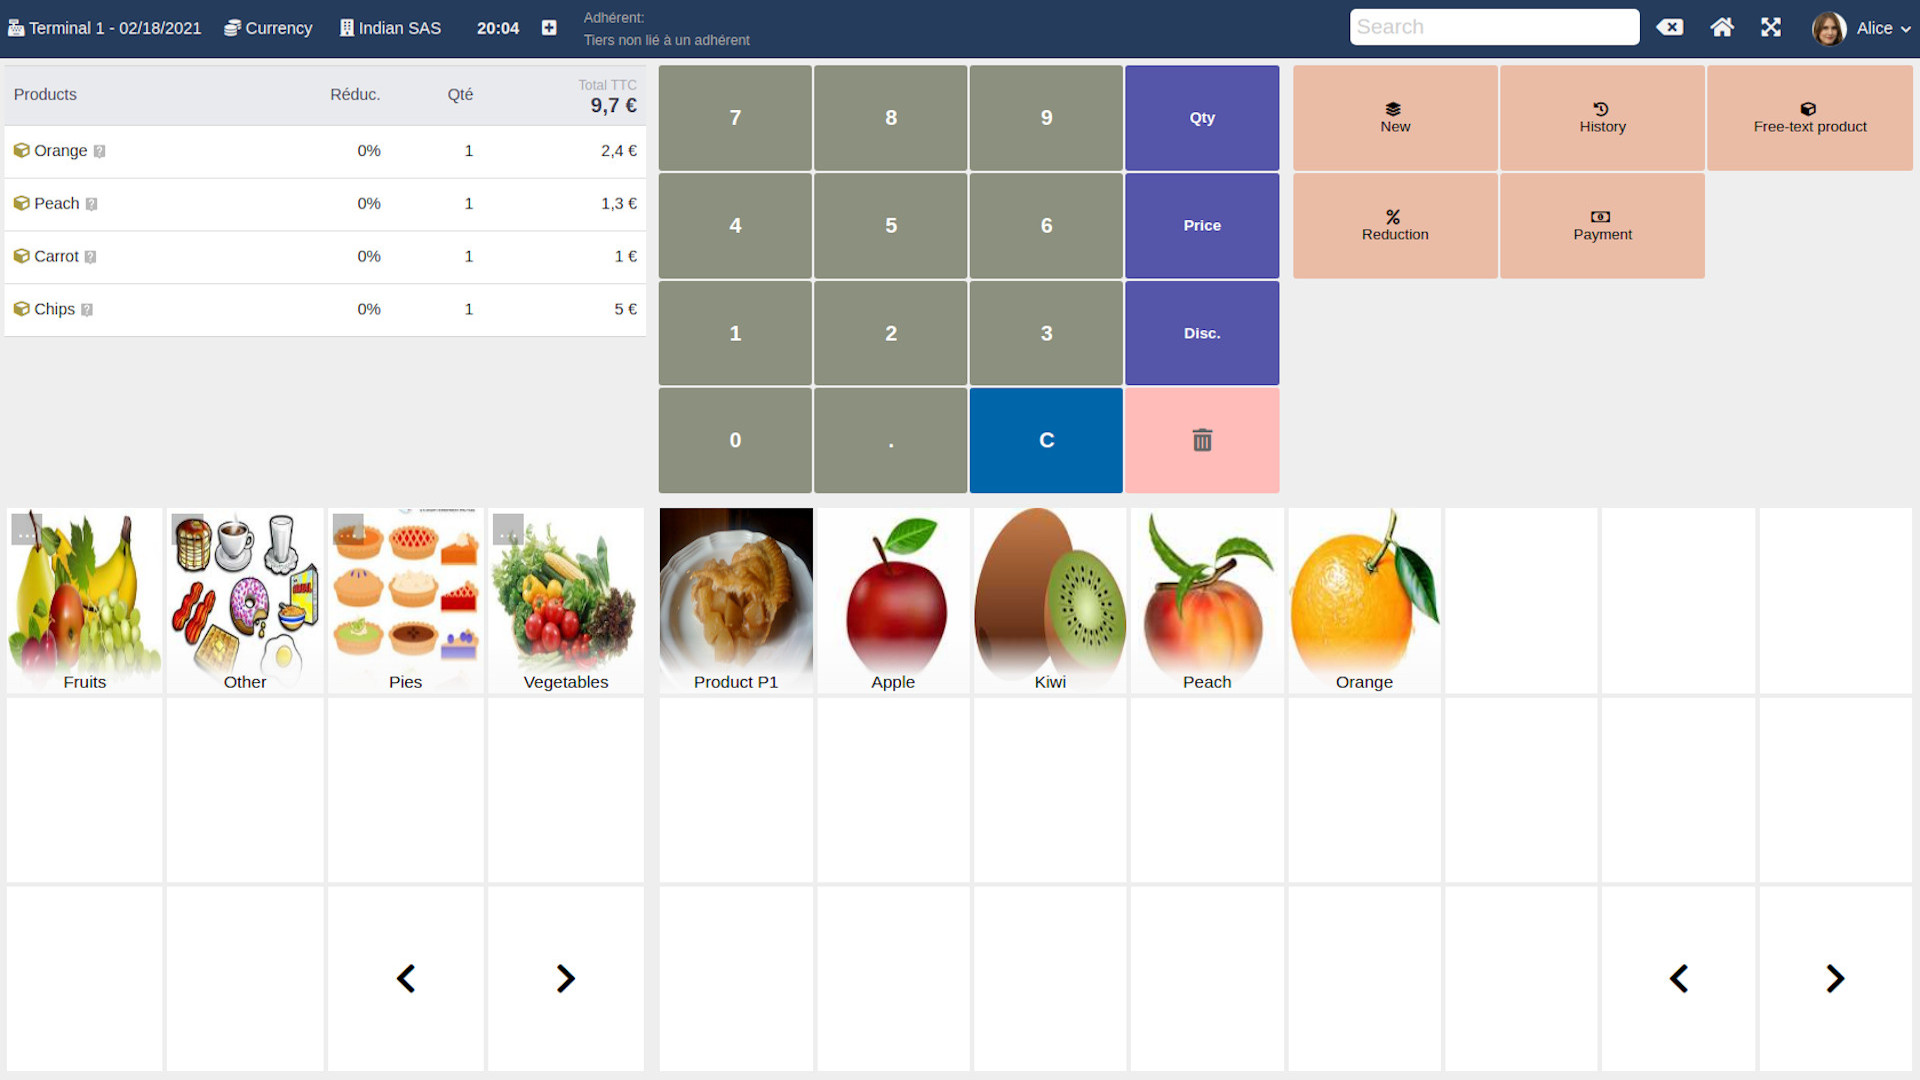 Terminal 1 - 02/18/2021 Currency Indian SAS 20:04
Adhérent:
Tiers non lié à un adhérent
Search
Alice
Products Réduc. Qté Total TTC
9,7 €
Orange 0% 1 2,4 €
Peach 0% 1 1,3 €
Carrot 0% 1 1 €
Chips 0% 1 5 €
7 8 9 Qty
4 5 6 Price
1 2 3 Disc.
0 . C
New
History
Free-text product
Reduction
Payment
...
...
...
...
Fruits
Other
Pies
Vegetables
Product P1
Apple
Kiwi
Peach
Orange